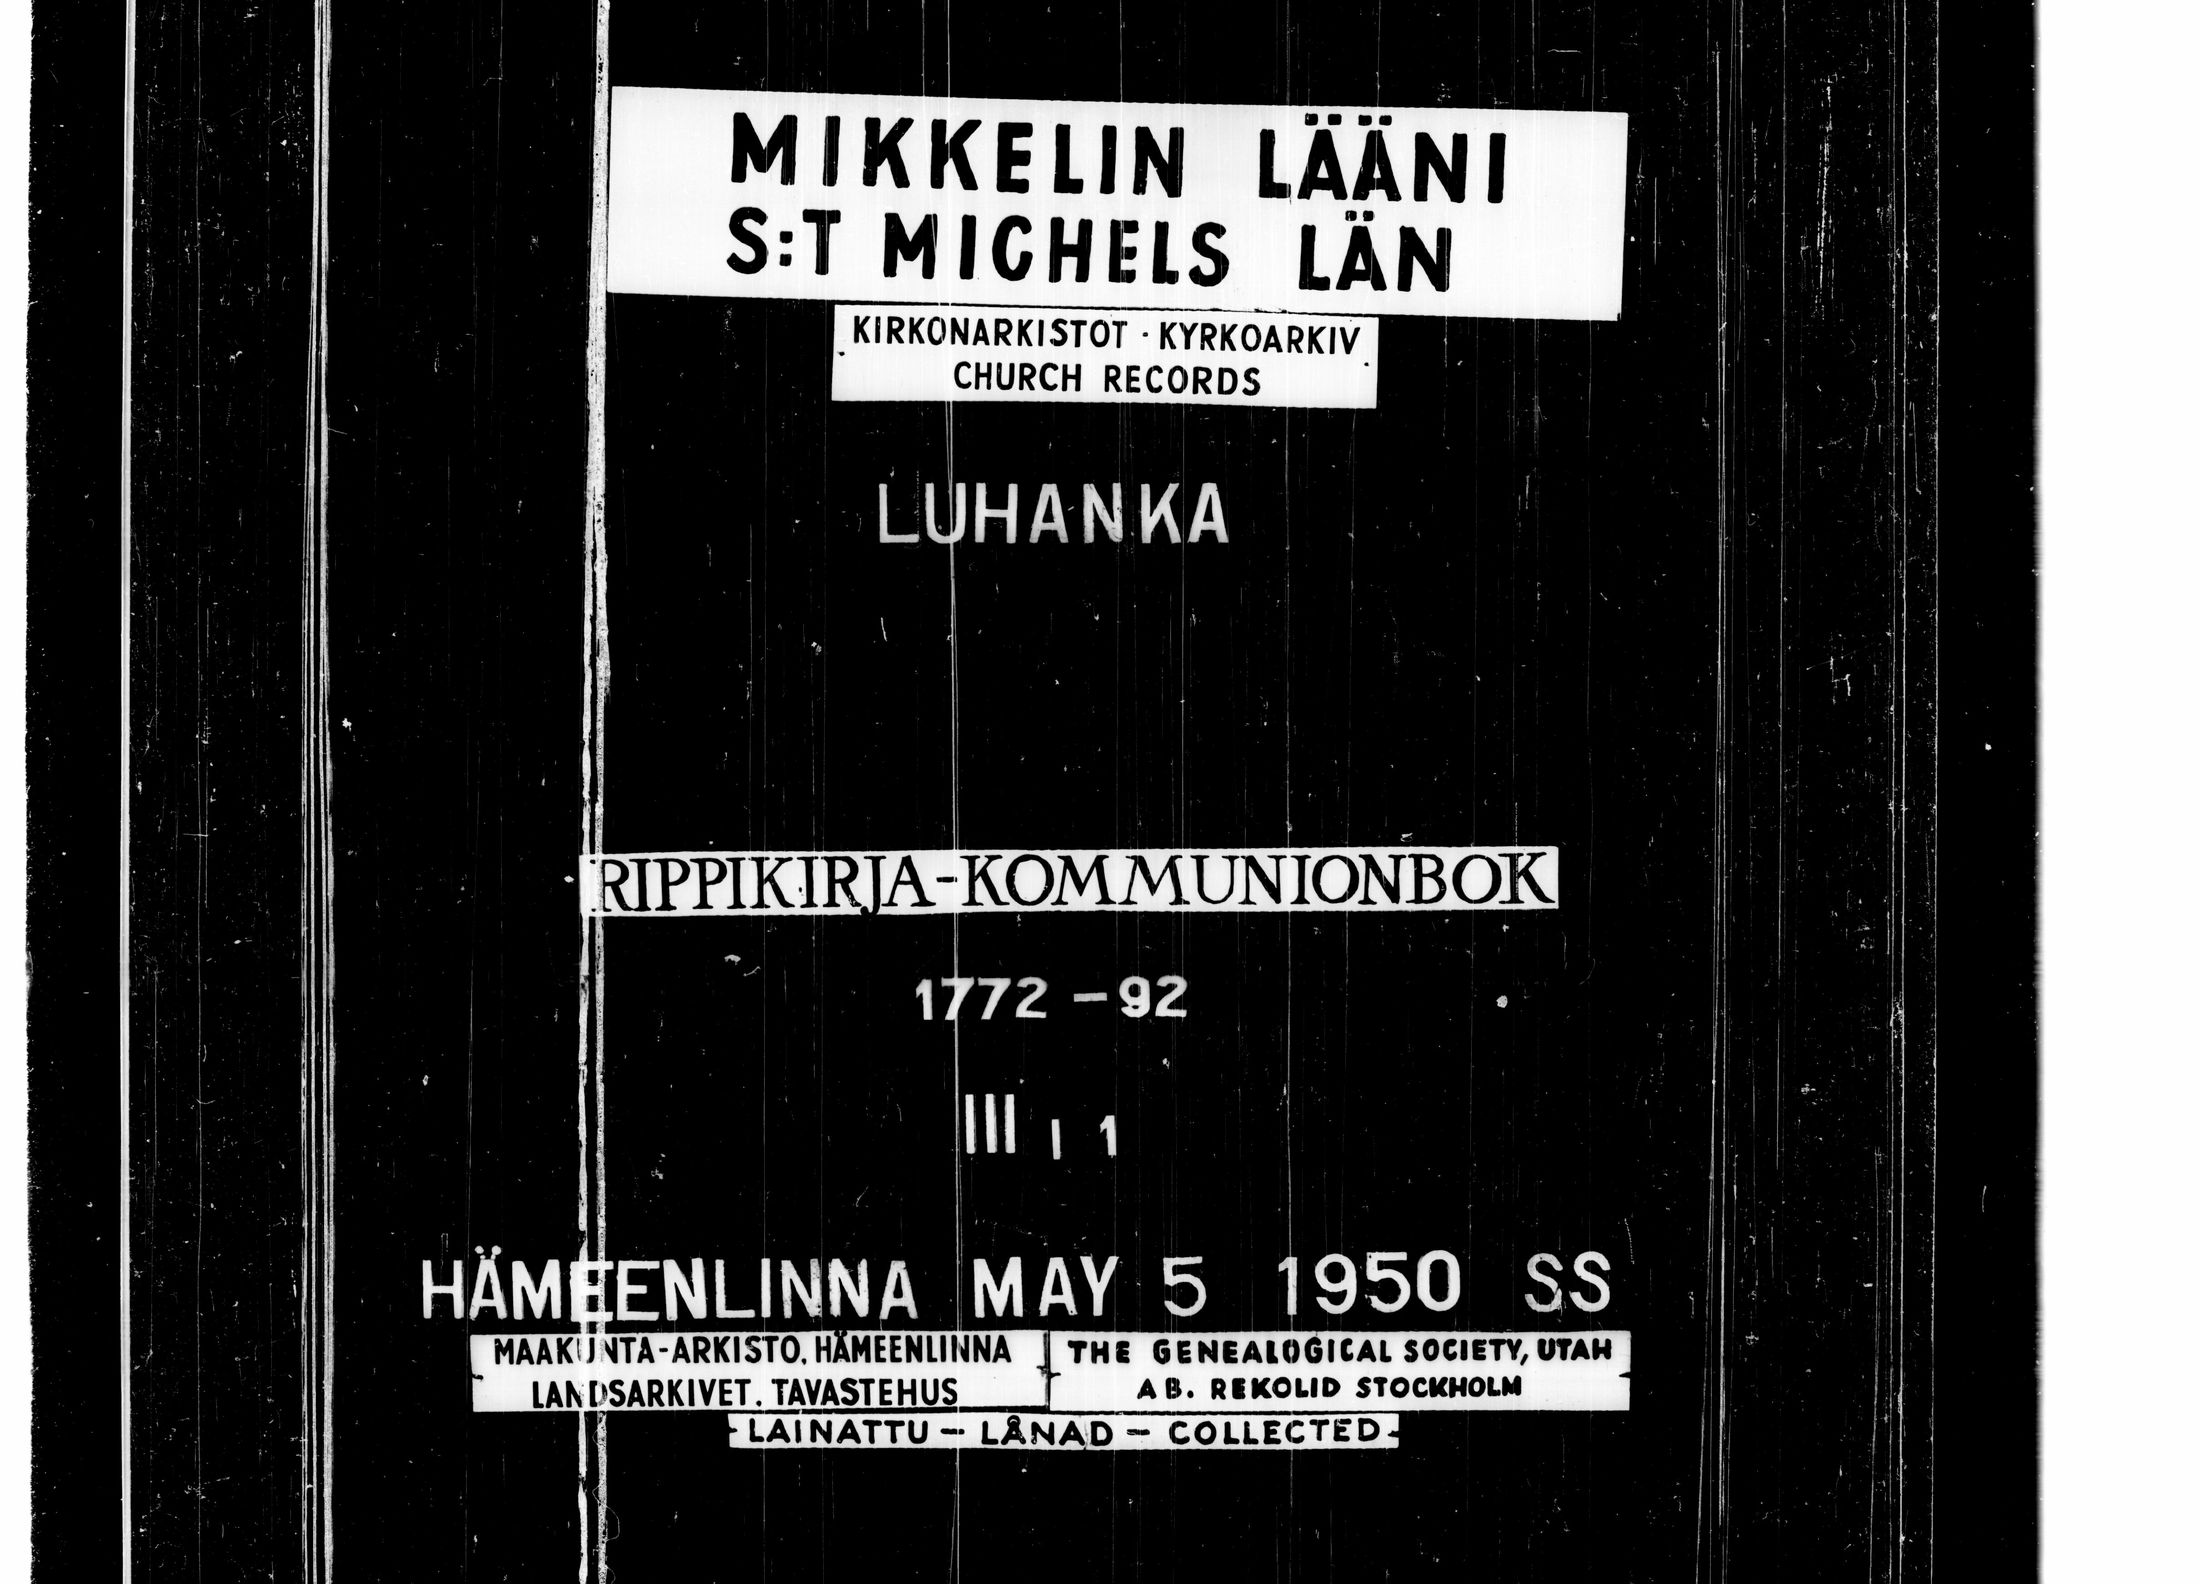 MIKKELIN LÄÄNI
S:T MICHELS LÄN
KIRKONARKISTOT · KYRKOARKIV
CHURCH RECORDS
LUHANKA
RIPPIKIRJA-KOMMUNIONBOK
1772 - 92
III I 1
HÄMEENLINNA MAY 5 1950 SS
MAAKUNTA-ARKISTO, HÄMEENLINNA
LANDSARKIVET, TAVASTEHUS
THE GENEALOGICAL SOCIETY, UTAH
AB. REKOLID STOCKHOLM
LAINATTU - LÅNAD - COLLECTED